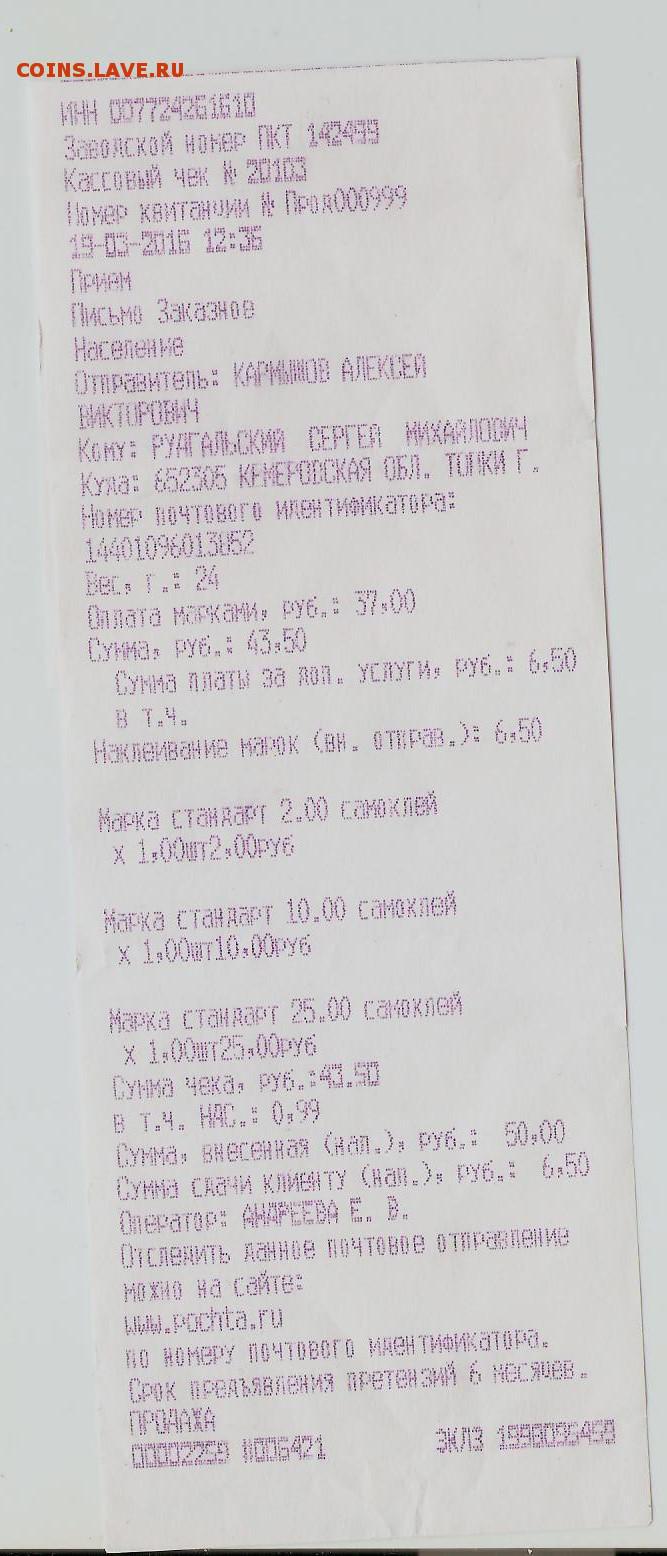 COINS.LAVE.RU
ИНН 007724261610
Заводской номер ПКТ 142499
Кассовый чек № 20103
Номер квитанции № Прод000999
19-03-2016 12:36
Прием
Письмо Заказное
Население
Отправитель: КАРМЫШОВ АЛЕКСЕЙ
ВИКТОРОВИЧ
Кому: РУДГАЛЬСКИЙ СЕРГЕЙ МИХАЙЛОВИЧ
Куда: 652305 КЕМЕРОВСКАЯ ОБЛ. ТОПКИ Г.
Номер почтового идентификатора:
14401096013052
Вес, г.: 24
Оплата марками, руб.: 37,00
Сумма, руб.: 43,50
Сумма платы за доп. услуги, руб.: 6,50
в т.ч.
Наклеивание марок (вн. отправ.): 6,50
Марка стандарт 2.00 самоклей
x 1,00шт2,00руб
Марка стандарт 10.00 самоклей
x 1,00шт10,00руб
Марка стандарт 25.00 самоклей
x 1,00шт25,00руб
Сумма чека, руб.:43.50
в т.ч. НДС.: 0,99
Сумма, внесенная (нал.), руб.: 50,00
Сумма сдачи клиенту (нал.), руб.: 6,50
Оператор: АНДРЕЕВА Е. В.
Отследить данное почтовое отправление
можно на сайте:
www.pochta.ru
по номеру почтового идентификатора.
Срок предъявления претензий 6 месяцев.
ПРОДАЖА
00002259 #006421 ЭКЛЗ